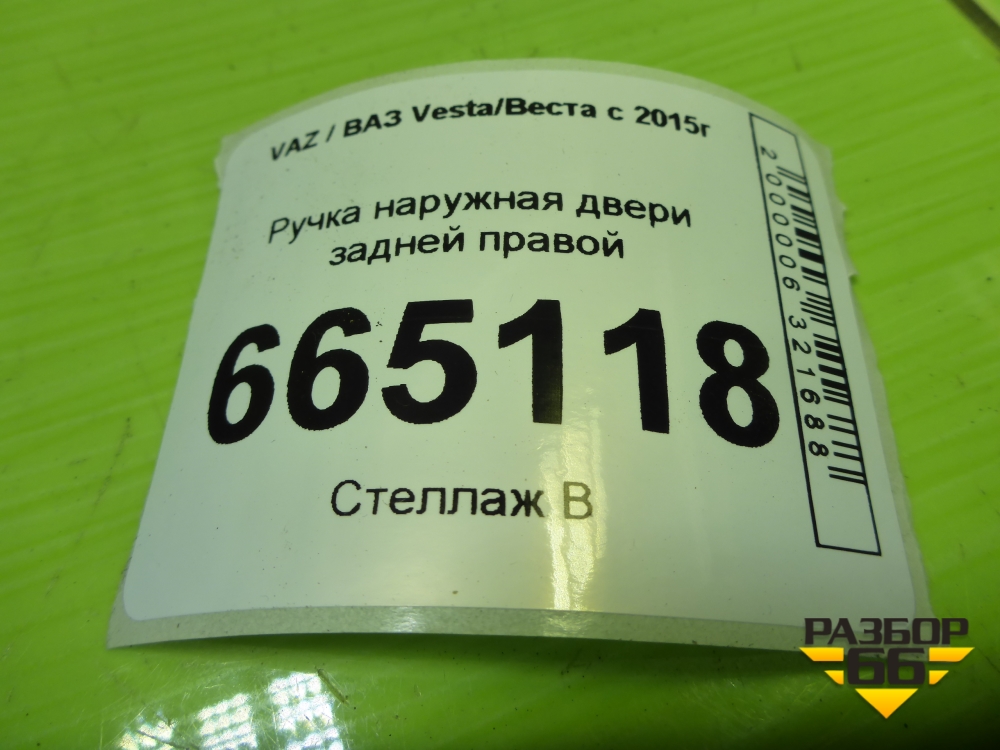 VAZ / ВАЗ Vesta/Веста с 2015г
Ручка наружная двери
задней правой
665118
Стеллаж В
2000006321688
РАЗБОР
66